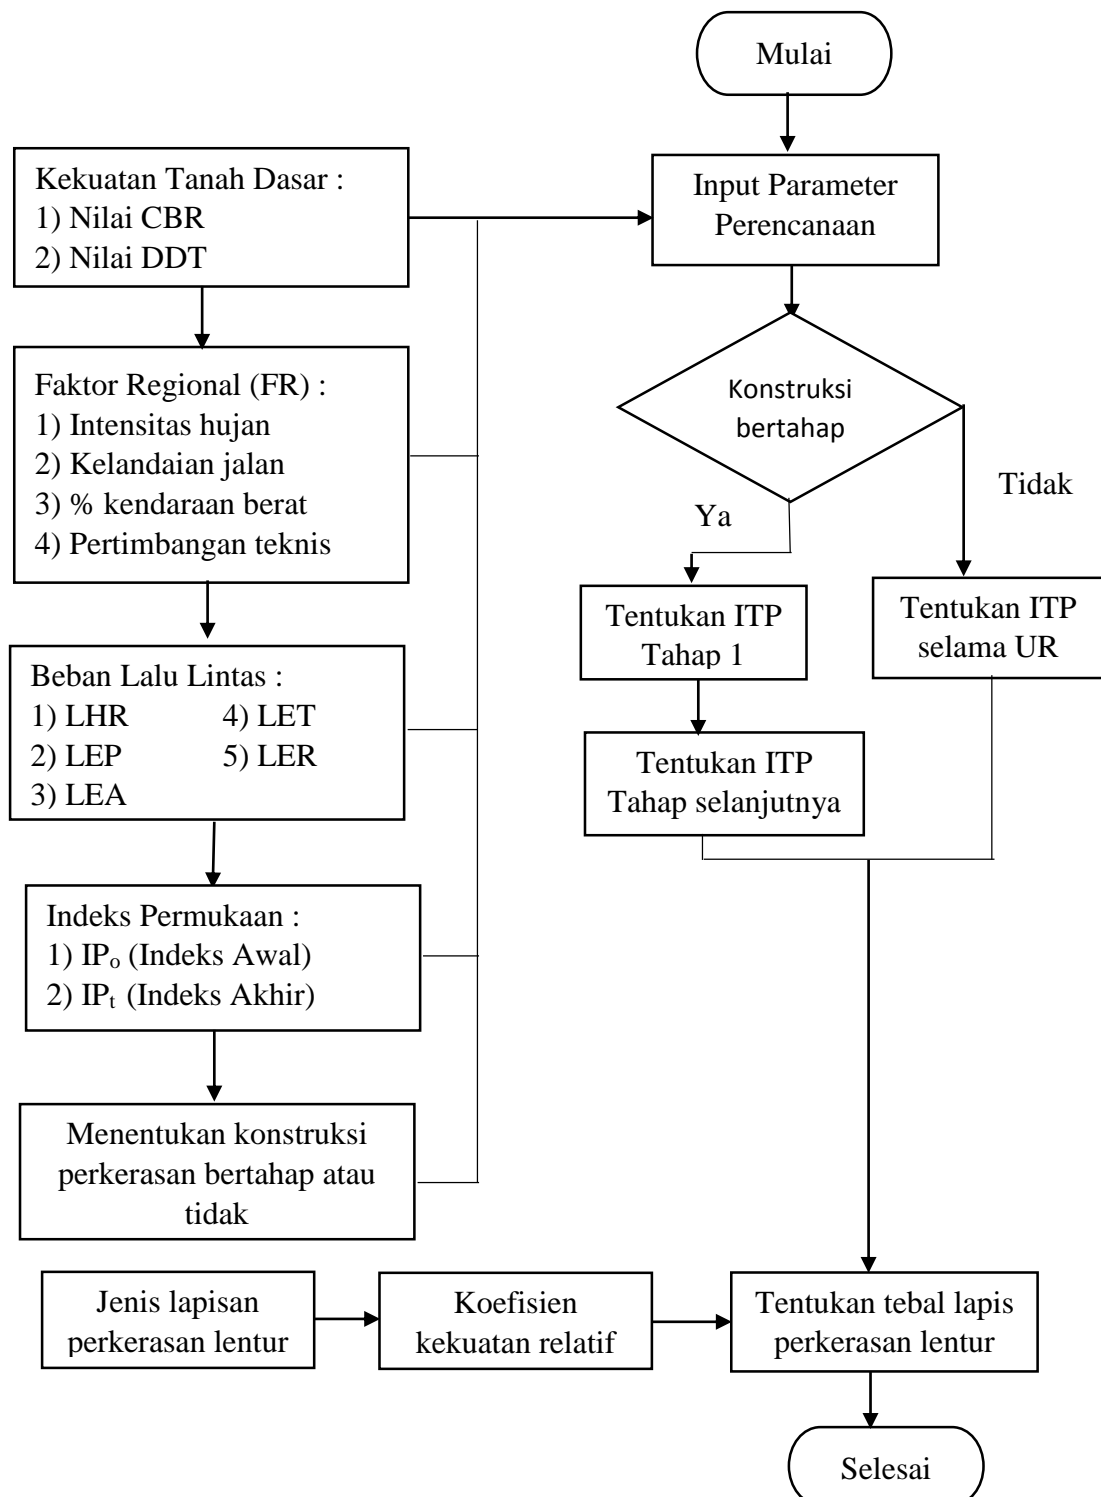 Mulai
Kekuatan Tanah Dasar :
1) Nilai CBR
2) Nilai DDT
Input Parameter
Perencanaan
Faktor Regional (FR) :
1) Intensitas hujan
2) Kelandaian jalan
3) % kendaraan berat
4) Pertimbangan teknis
Konstruksi
bertahap
Ya
Tidak
Tentukan ITP
Tahap 1
Tentukan ITP
selama UR
Beban Lalu Lintas :
1) LHR 4) LET
2) LEP 5) LER
3) LEA
Tentukan ITP
Tahap selanjutnya
Indeks Permukaan :
1) IPₒ (Indeks Awal)
2) IPₜ (Indeks Akhir)
Menentukan konstruksi
perkerasan bertahap atau
tidak
Jenis lapisan
perkerasan lentur
Koefisien
kekuatan relatif
Tentukan tebal lapis
perkerasan lentur
Selesai